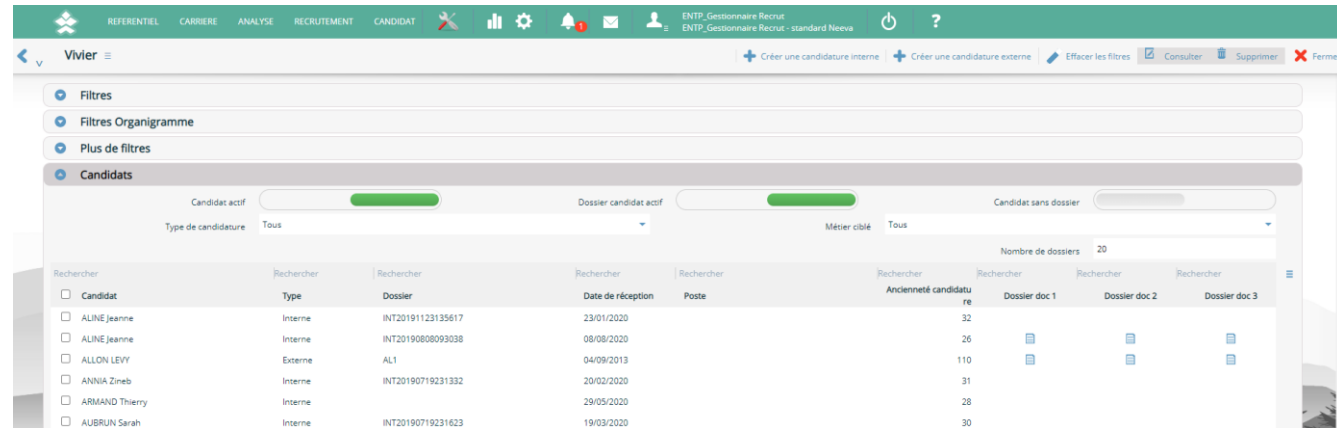 REFERENTIEL CARRIERE ANALYSE RECRUTEMENT CANDIDAT 1 ENTP_Gestionnaire Recrut ?
ENTP_Gestionnaire Recrut - standard Neeva
Vivier Créer une candidature interne Créer une candidature externe Effacer les filtres Consulter Supprimer Ferme
Filtres
Filtres Organigramme
Plus de filtres
Candidats
Candidat actif Dossier candidat actif Candidat sans dossier
Type de candidature Tous Métier ciblé Tous
Nombre de dossiers 20
Rechercher Rechercher Rechercher Rechercher Rechercher Rechercher Rechercher Rechercher Rechercher
Candidat Type Dossier Date de réception Poste Ancienneté candidatu
re Dossier doc 1 Dossier doc 2 Dossier doc 3
ALINE Jeanne Interne INT20191123135617 23/01/2020 32
ALINE Jeanne Interne INT20190808093038 08/08/2020 26
ALLON LEVY Externe AL1 04/09/2013 110
ANNIA Zineb Interne INT20190719231332 20/02/2020 31
ARMAND Thierry Interne 29/05/2020 28
AUBRUN Sarah Interne INT20190719231623 19/03/2020 30